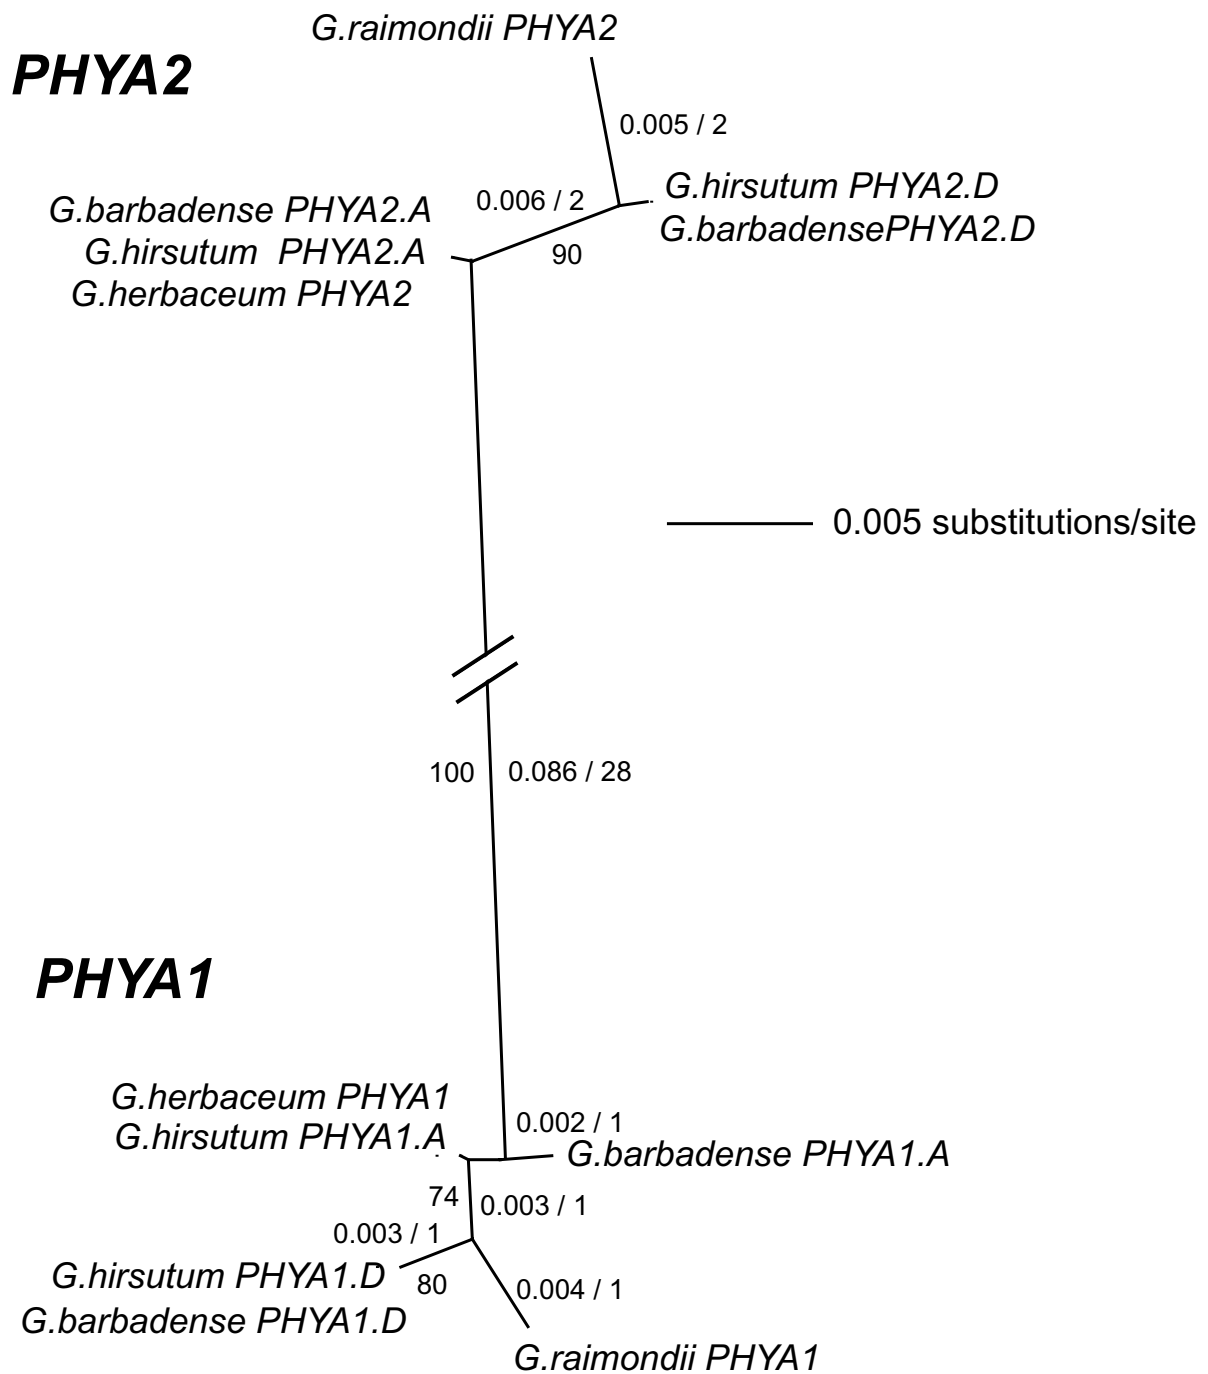 G.raimondii PHYA2
PHYA2
0.005 / 2
G.barbadense PHYA2.A
G.hirsutum PHYA2.A
G.herbaceum PHYA2
0.006 / 2
90
G.hirsutum PHYA2.D
G.barbadensePHYA2.D
0.005 substitutions/site
100
0.086 / 28
PHYA1
G.herbaceum PHYA1
G.hirsutum PHYA1.A
0.002 / 1
G.barbadense PHYA1.A
74
0.003 / 1
0.003 / 1
G.hirsutum PHYA1.D
G.barbadense PHYA1.D
80
0.004 / 1
G.raimondii PHYA1